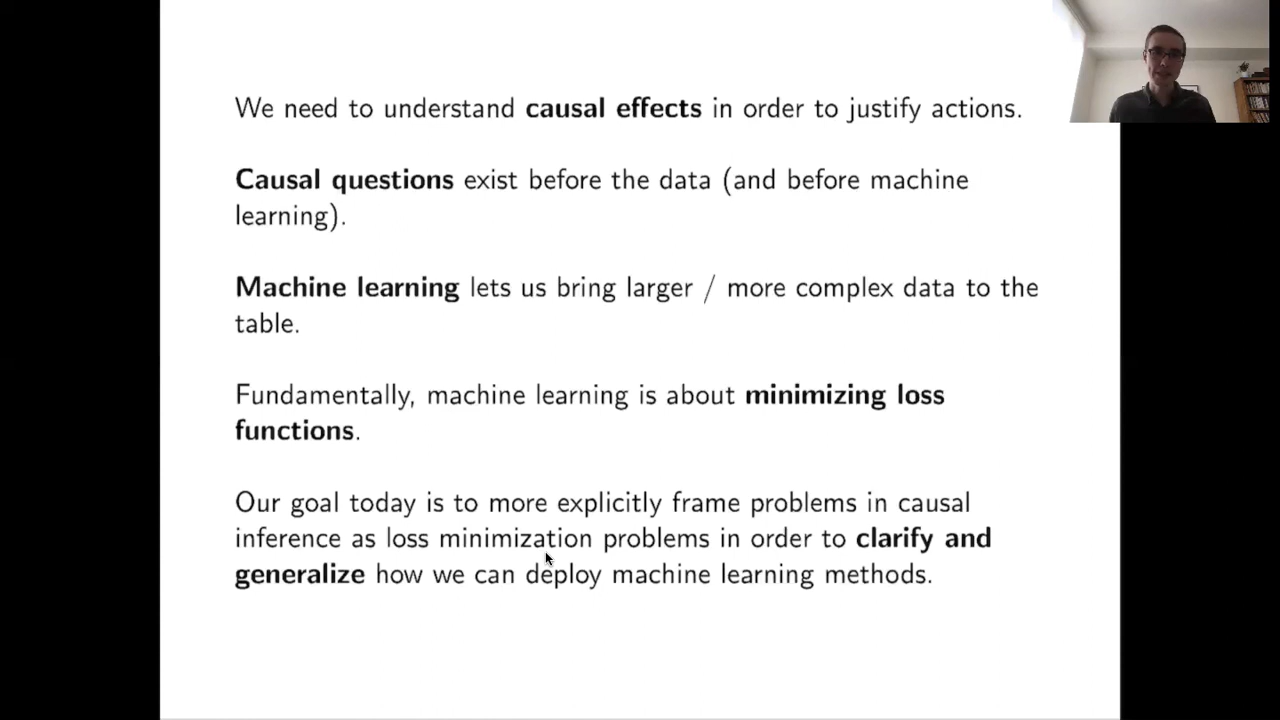 We need to understand causal effects in order to justify actions.
Causal questions exist before the data (and before machine
learning).
Machine learning lets us bring larger / more complex data to the
table.
Fundamentally, machine learning is about minimizing loss
functions.
Our goal today is to more explicitly frame problems in causal
inference as loss minimization problems in order to clarify and
generalize how we can deploy machine learning methods.